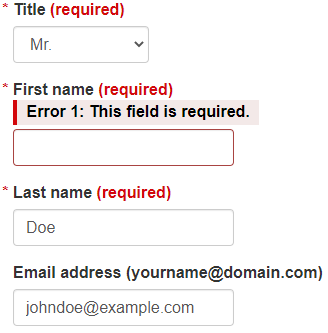 * Title (required)
Mr.
* First name (required)
Error 1: This field is required.
* Last name (required)
Doe
Email address (yourname@domain.com)
johndoe@example.com